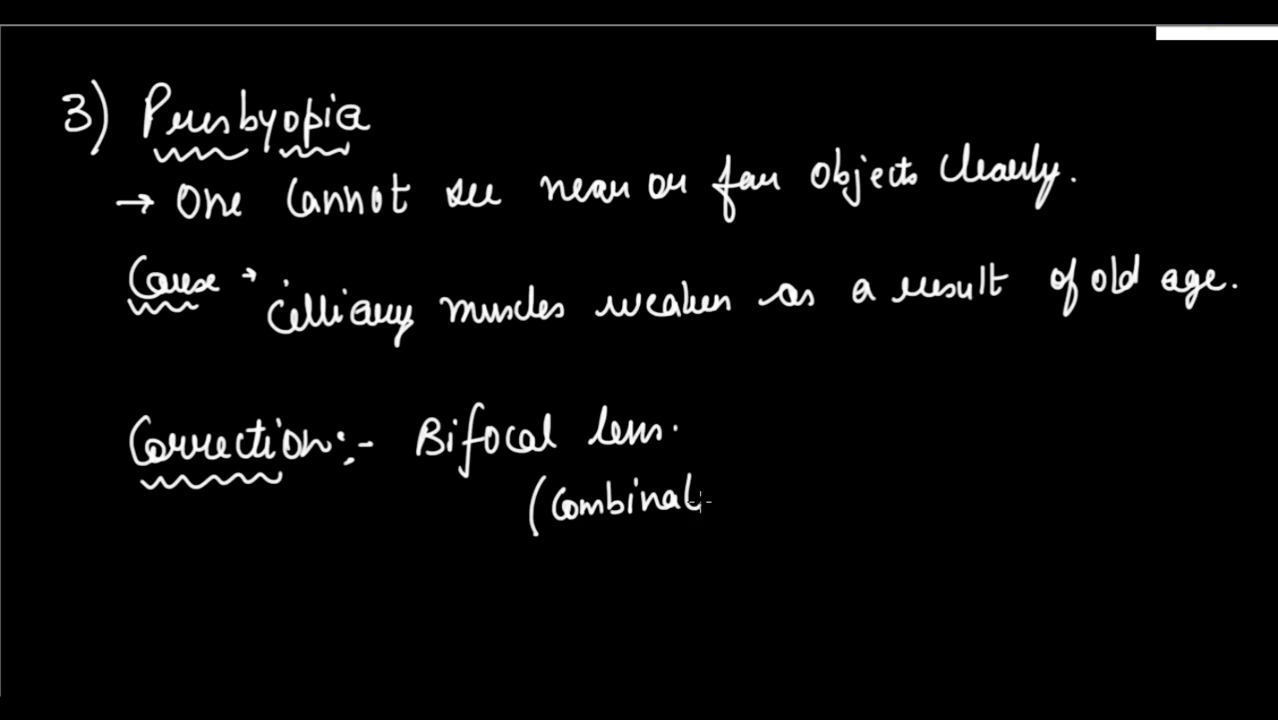 3) Presbyopia
→ One cannot see near or far objects clearly.
Cause → cilliary muscles weaken as a result of old age.
Correction:- Bifocal lens.
(Combinat